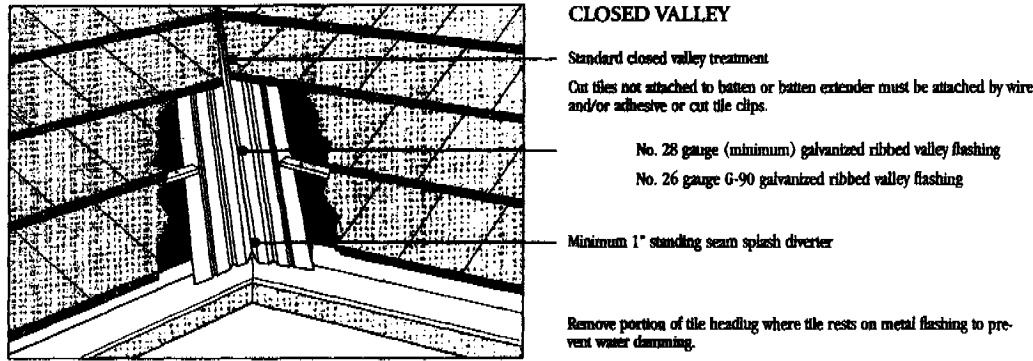 CLOSED VALLEY
Standard closed valley treatment
Cut tiles not attached to batten or batten extender must be attached by wire
and/or adhesive or cut tile clips.
No. 28 gauge (minimum) galvanized ribbed valley flashing
No. 26 gauge G-90 galvanized ribbed valley flashing
Minimum 1" standing seam splash diverter
Remove portion of tile headlug where tile rests on metal flashing to pre-
vent water damming.